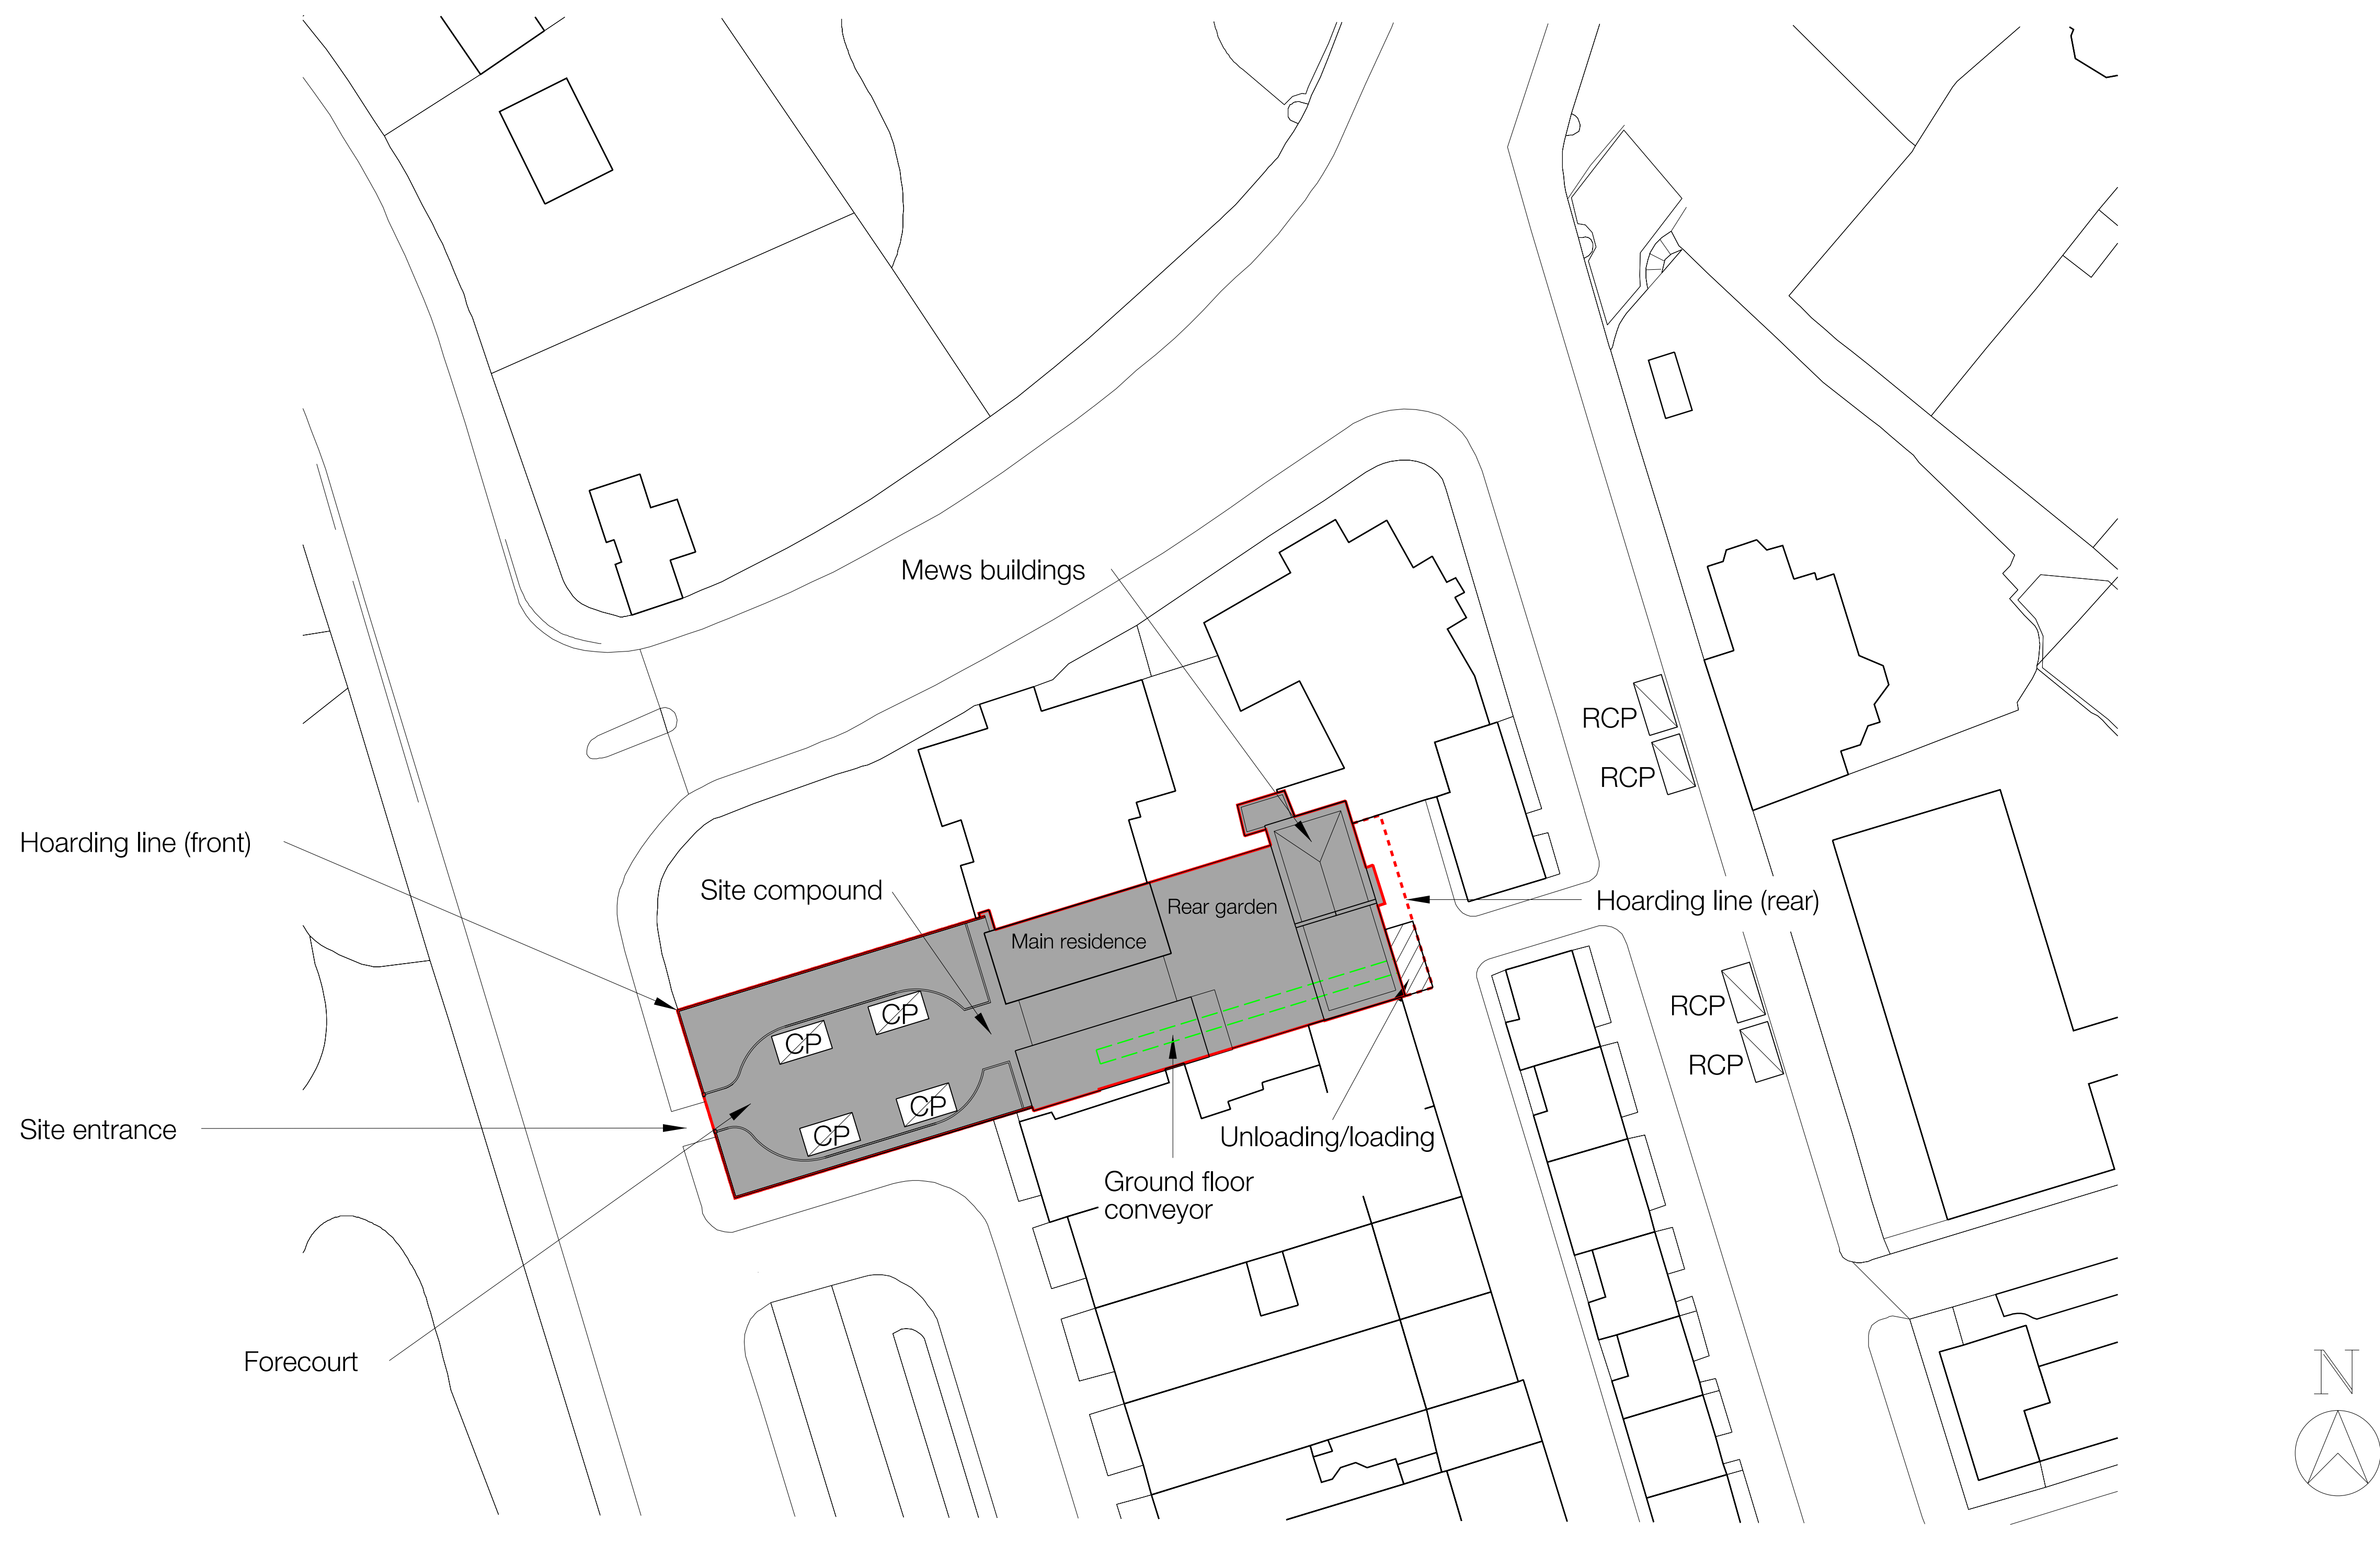 Mews buildings
RCP
RCP
Hoarding line (front)
Site compound
Rear garden
Hoarding line (rear)
Main residence
RCP
CP
CP
RCP
CP
CP
Site entrance
Unloading/loading
Ground floor
conveyor
Forecourt
N